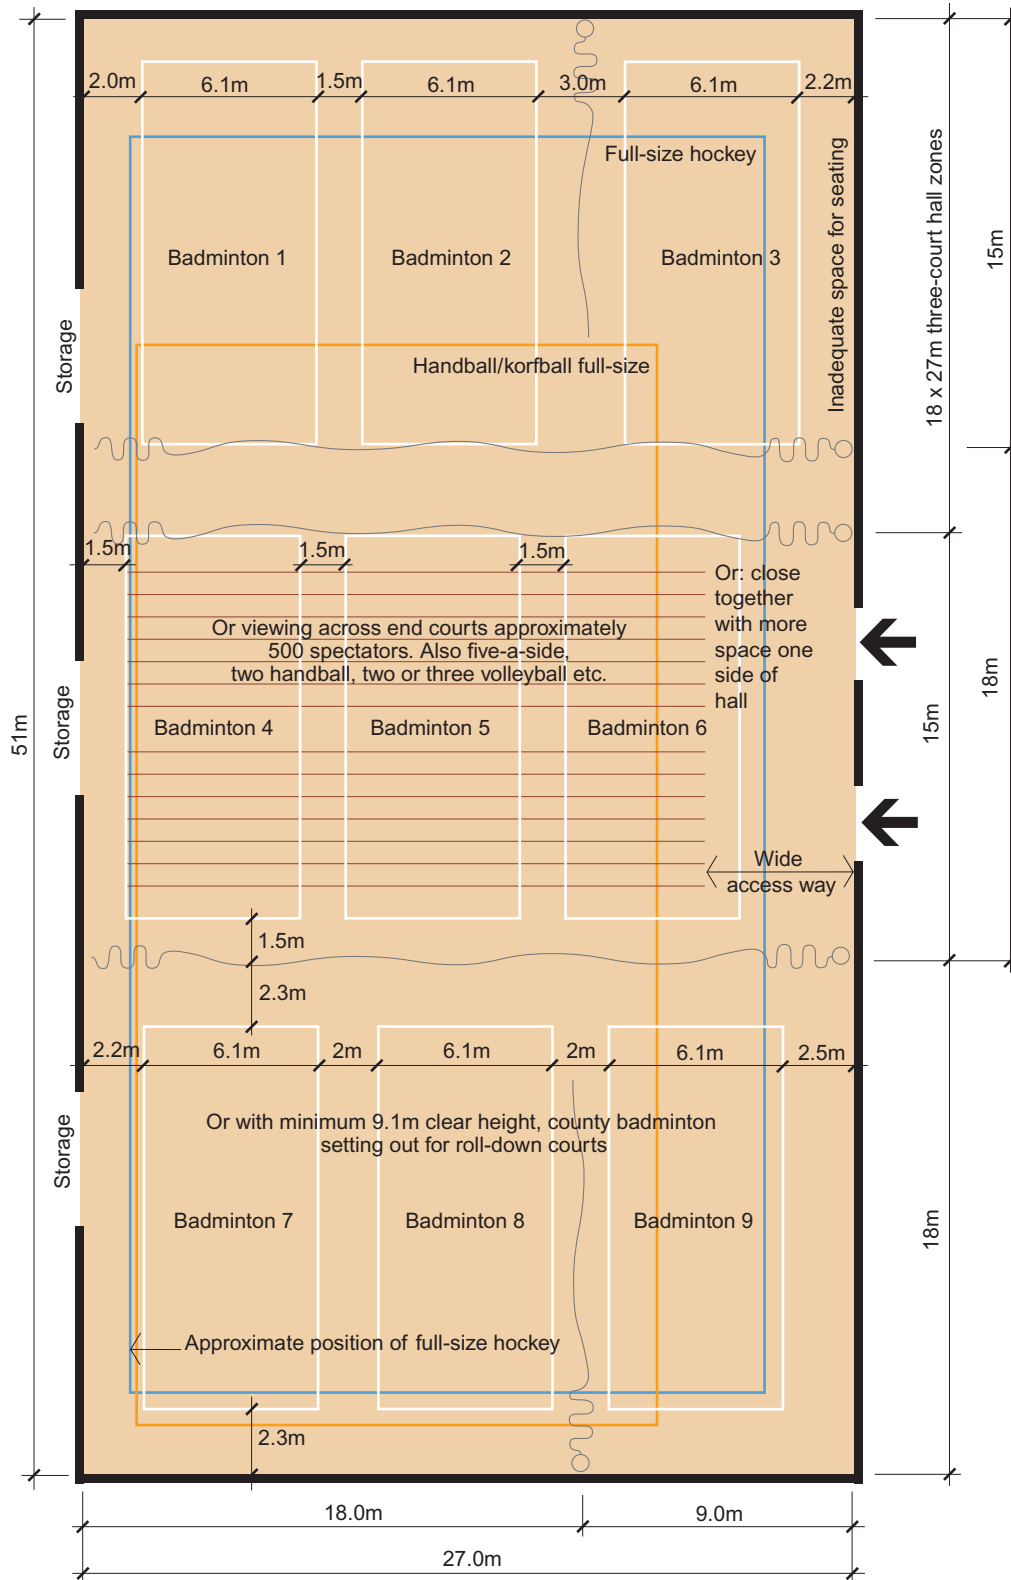 2.0m
6.1m
1.5m
6.1m
3.0m
6.1m
2.2m
Full-size hockey
Badminton 1
Badminton 2
Badminton 3
Inadequate space for seating
18 x 27m three-court hall zones
15m
Storage
Handball/korfball full-size
1.5m
1.5m
1.5m
Or: close
together
with more
space one
side of
hall
Or viewing across end courts approximately
500 spectators. Also five-a-side,
two handball, two or three volleyball etc.
Storage
Badminton 4
Badminton 5
Badminton 6
51m
15m
18m
Wide
access way
1.5m
2.3m
2.2m
6.1m
2m
6.1m
2m
6.1m
2.5m
Or with minimum 9.1m clear height, county badminton
setting out for roll-down courts
Storage
Badminton 7
Badminton 8
Badminton 9
18m
Approximate position of full-size hockey
2.3m
18.0m
9.0m
27.0m